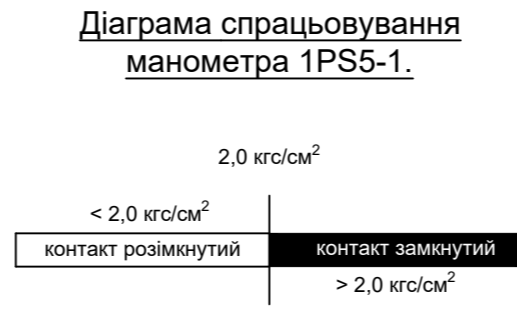 Діаграма спрацьовування
манометра 1PS5-1.
2,0 кгс/см²
< 2,0 кгс/см²
контакт розімкнутий
контакт замкнутий
> 2,0 кгс/см²